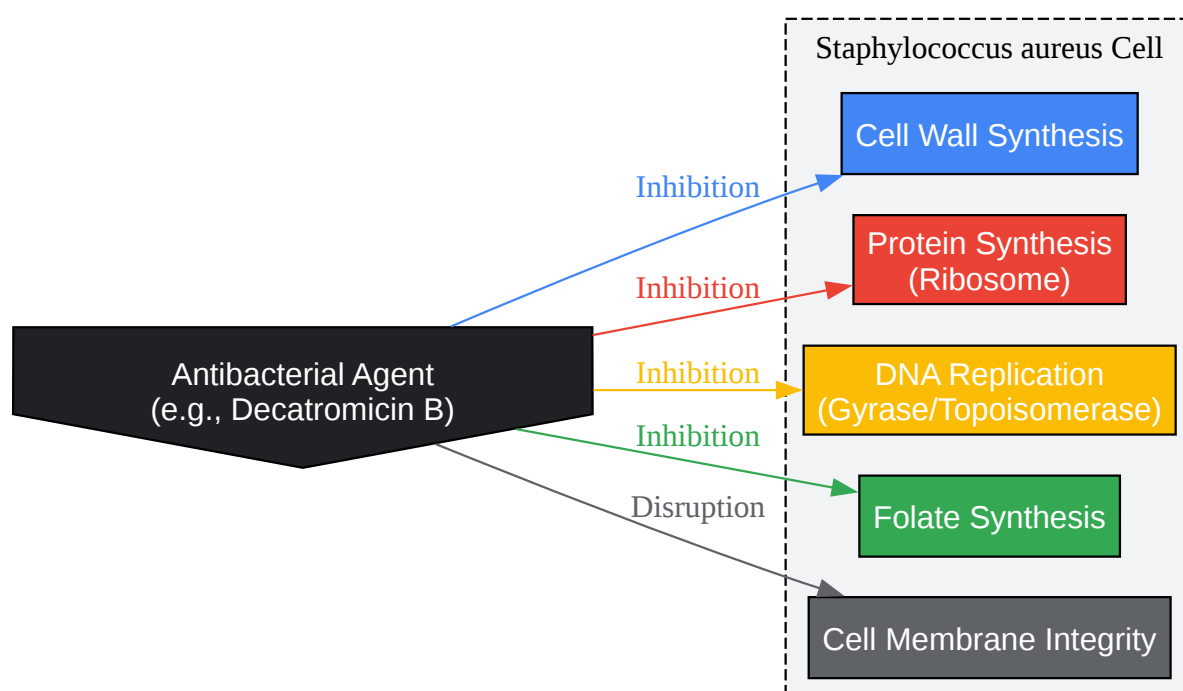 Staphylococcus aureus Cell
Cell Wall Synthesis
Inhibition
Protein Synthesis
(Ribosome)
Inhibition
Antibacterial Agent
(e.g., Decatromicin B)
Inhibition
DNA Replication
(Gyrase/Topoisomerase)
Inhibition
Folate Synthesis
Disruption
Cell Membrane Integrity